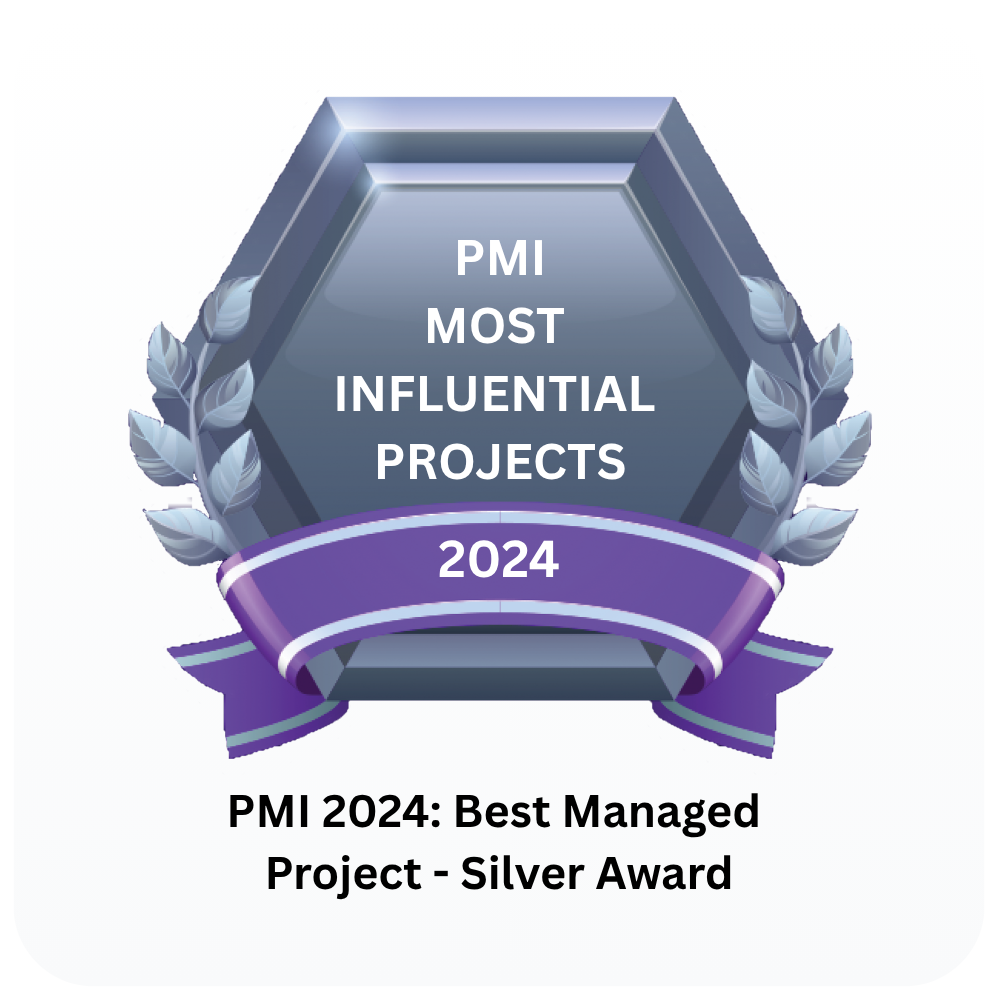 PMI
MOST
INFLUENTIAL
PROJECTS
2024
PMI 2024: Best Managed
Project - Silver Award